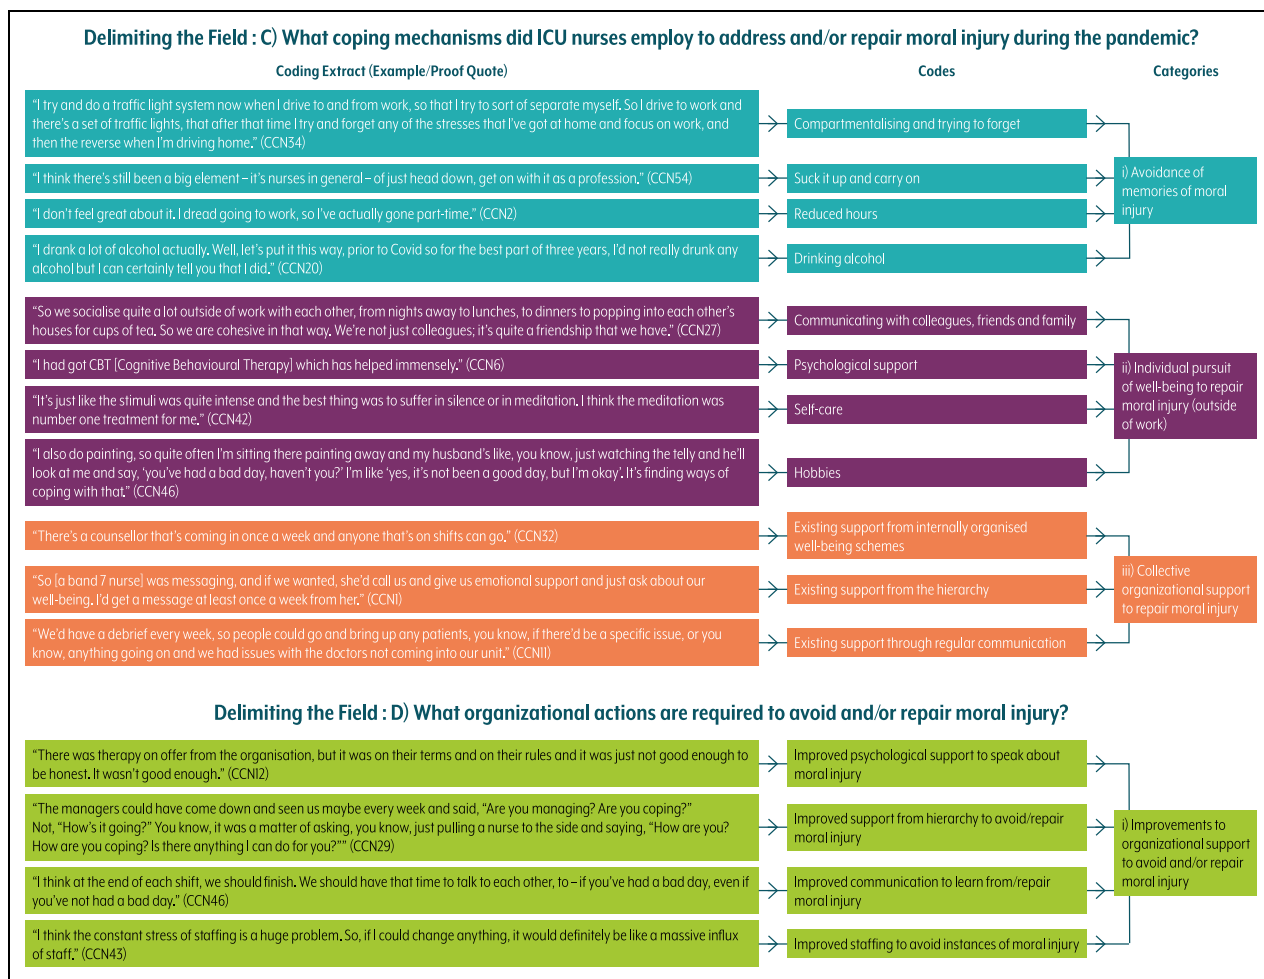 Delimiting the Field : C) What coping mechanisms did ICU nurses employ to address and/or repair moral injury during the pandemic?
Coding Extract (Example/Proof Quote)
Codes
Categories
“I try and do a traffic light system now when I drive to and from work, so that I try to sort of separate myself. So I drive to work and
there’s a set of traffic lights, that after that time I try and forget any of the stresses that I’ve got at home and focus on work, and
then the reverse when I’m driving home.” (CCN34)
Compartmentalising and trying to forget
“I think there’s still been a big element – it’s nurses in general – of just head down, get on with it as a profession.” (CCN54)
Suck it up and carry on
“I don’t feel great about it. I dread going to work, so I’ve actually gone part-time.” (CCN2)
Reduced hours
“I drank a lot of alcohol actually. Well, let’s put it this way, prior to Covid so for the best part of three years, I’d not really drunk any
alcohol but I can certainly tell you that I did.” (CCN20)
Drinking alcohol
i) Avoidance of
memories of moral
injury
“So we socialise quite a lot outside of work with each other, from nights away to lunches, to dinners to popping into each other’s
houses for cups of tea. So we are cohesive in that way. We’re not just colleagues; it’s quite a friendship that we have.” (CCN27)
Communicating with colleagues, friends and family
“I had got CBT [Cognitive Behavioural Therapy] which has helped immensely.” (CCN6)
Psychological support
“It’s just like the stimuli was quite intense and the best thing was to suffer in silence or in meditation. I think the meditation was
number one treatment for me.” (CCN42)
Self-care
“I also do painting, so quite often I’m sitting there painting away and my husband’s like, you know, just watching the telly and he’ll
look at me and say, ‘you’ve had a bad day, haven’t you?’ I’m like ‘yes, it’s not been a good day, but I’m okay’. It’s finding ways of
coping with that.” (CCN46)
Hobbies
ii) Individual pursuit
of well-being to repair
moral injury (outside
of work)
“There’s a counsellor that’s coming in once a week and anyone that’s on shifts can go.” (CCN32)
Existing support from internally organised
well-being schemes
“So [a band 7 nurse] was messaging, and if we wanted, she’d call us and give us emotional support and just ask about our
well-being. I’d get a message at least once a week from her.” (CCN1)
Existing support from the hierarchy
“We’d have a debrief every week, so people could go and bring up any patients, you know, if there’d be a specific issue, or you
know, anything going on and we had issues with the doctors not coming into our unit.” (CCN11)
Existing support through regular communication
iii) Collective
organizational support
to repair moral injury
Delimiting the Field : D) What organizational actions are required to avoid and/or repair moral injury?
“There was therapy on offer from the organisation, but it was on their terms and on their rules and it was just not good enough to
be honest. It wasn’t good enough.” (CCN12)
Improved psychological support to speak about
moral injury
“The managers could have come down and seen us maybe every week and said, “Are you managing? Are you coping?”
Not, “How’s it going?” You know, it was a matter of asking, you know, just pulling a nurse to the side and saying, “How are you?
How are you coping? Is there anything I can do for you?”” (CCN29)
Improved support from hierarchy to avoid/repair
moral injury
“I think at the end of each shift, we should finish. We should have that time to talk to each other, to – if you’ve had a bad day, even if
you’ve not had a bad day.” (CCN46)
Improved communication to learn from/repair
moral injury
“I think the constant stress of staffing is a huge problem. So, if I could change anything, it would definitely be like a massive influx
of staff.” (CCN43)
Improved staffing to avoid instances of moral injury
i) Improvements to
organizational support
to avoid and/or repair
moral injury